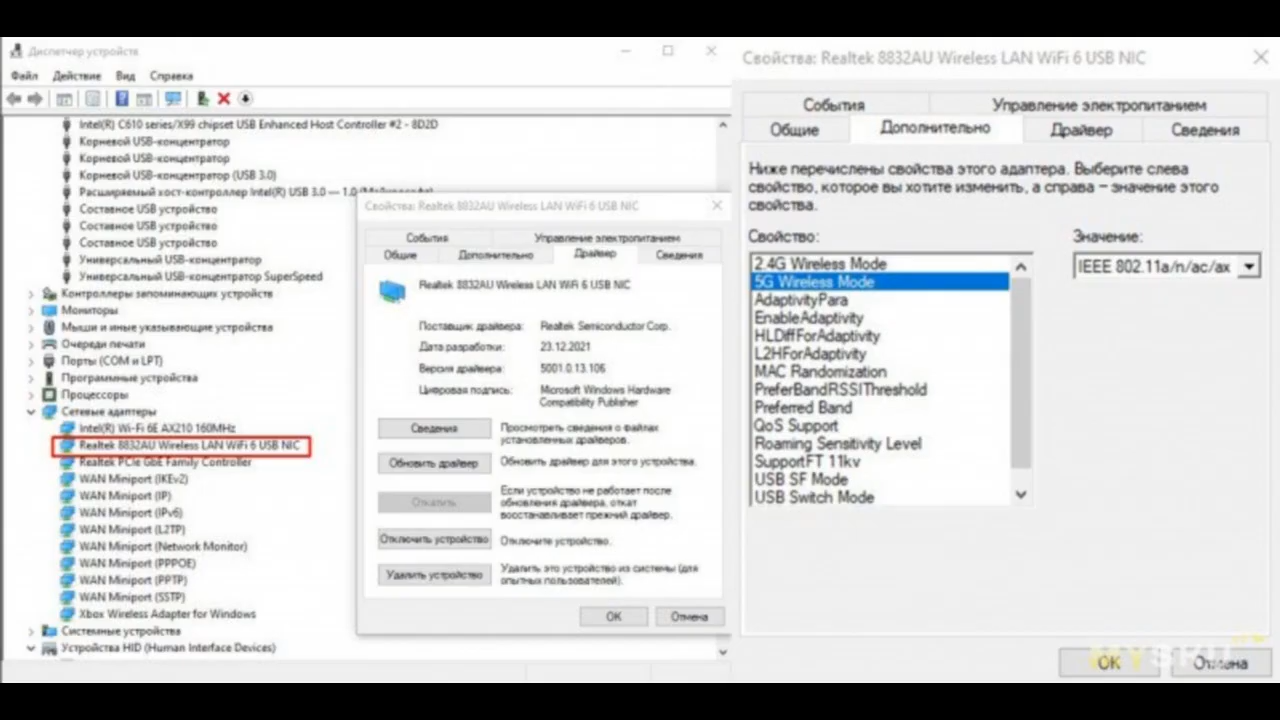 Диспетчер устройств
Файл Действие Вид Справка
Intel(R) C610 series/X99 chipset USB Enhanced Host Controller #2 - 8D2D
Корневой USB-концентратор
Корневой USB-концентратор
Корневой USB-концентратор (USB 3.0)
Расширяемый хост-контроллер Intel(R) USB 3.0 — 1.0 (Майкрософт)
Составное USB устройство
Составное USB устройство
Составное USB устройство
Универсальный USB-концентратор
Универсальный USB-концентратор SuperSpeed
Контроллеры запоминающих устройств
Мониторы
Мыши и иные указывающие устройства
Очереди печати
Порты (COM и LPT)
Программные устройства
Процессоры
Сетевые адаптеры
Intel(R) Wi-Fi 6E AX210 160MHz
Realtek 8832AU Wireless LAN WiFi 6 USB NIC
Realtek PCIe GbE Family Controller
WAN Miniport (IKEv2)
WAN Miniport (IP)
WAN Miniport (IPv6)
WAN Miniport (L2TP)
WAN Miniport (Network Monitor)
WAN Miniport (PPPOE)
WAN Miniport (PPTP)
WAN Miniport (SSTP)
Xbox Wireless Adapter for Windows
Системные устройства
Устройства HID (Human Interface Devices)
Свойства: Realtek 8832AU Wireless LAN WiFi 6 USB NIC
События Управление электропитанием
Общие Дополнительно Драйвер Сведения
Realtek 8832AU Wireless LAN WiFi 6 USB NIC
Поставщик драйвера: Realtek Semiconductor Corp.
Дата разработки: 23.12.2021
Версия драйвера: 5001.0.13.106
Цифровая подпись: Microsoft Windows Hardware
Compatibility Publisher
Сведения Просмотреть сведения о файлах
установленных драйверов.
Обновить драйвер Обновить драйвер для этого устройства.
Откатить Если устройство не работает после
обновления драйвера, откат
восстанавливает прежний драйвер.
Отключить устройство Отключите устройство.
Удалить устройство Удалить это устройство из системы (для
опытных пользователей).
OK Отмена
Свойства: Realtek 8832AU Wireless LAN WiFi 6 USB NIC
События Управление электропитанием
Общие Дополнительно Драйвер Сведения
Ниже перечислены свойства этого адаптера. Выберите слева
свойство, которое вы хотите изменить, а справа – значение этого
свойства.
Свойство: Значение:
2.4G Wireless Mode IEEE 802.11a/n/ac/ax
5G Wireless Mode
AdaptivityPara
EnableAdaptivity
HLDiffForAdaptivity
L2HForAdaptivity
MAC Randomization
PreferBandRSSIThreshold
Preferred Band
QoS Support
Roaming Sensitivity Level
SupportFT 11kv
USB SF Mode
USB Switch Mode
OK Отмена